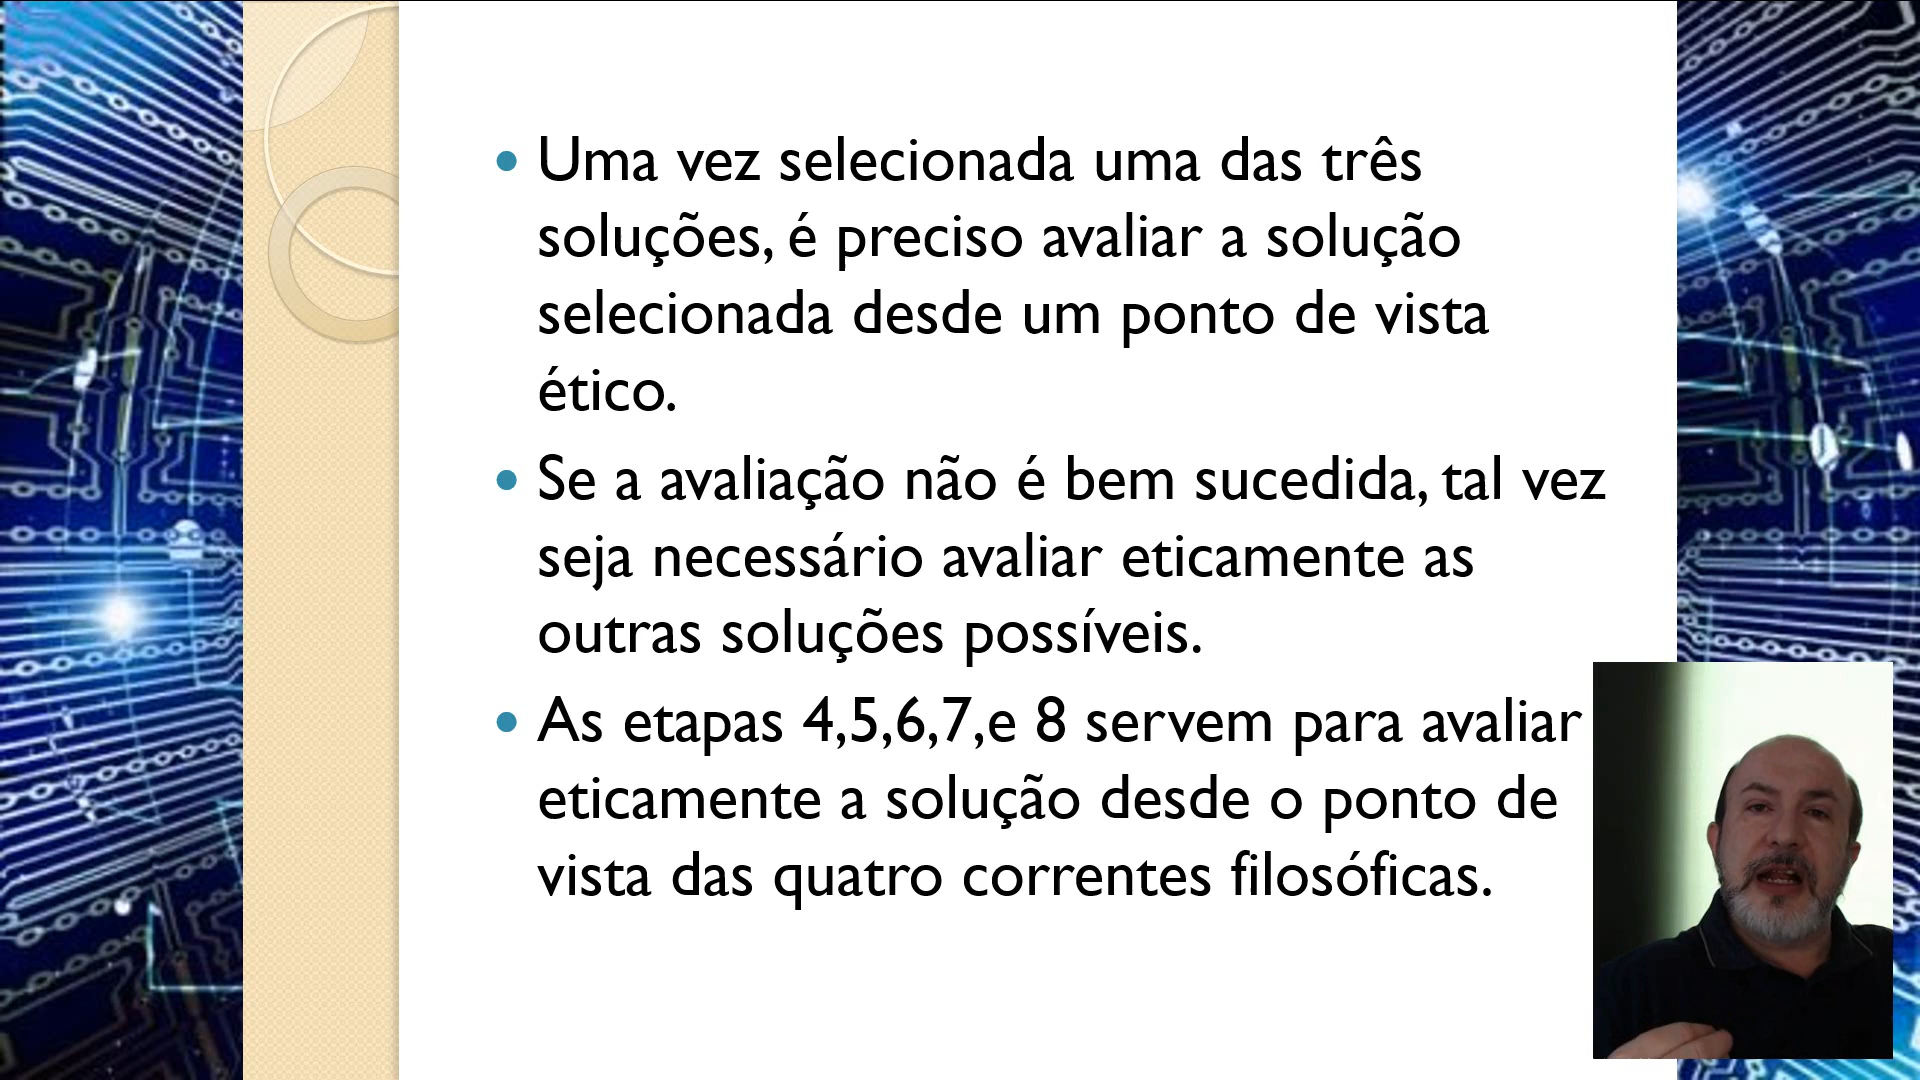 • Uma vez selecionada uma das três
soluções, é preciso avaliar a solução
selecionada desde um ponto de vista
ético.
• Se a avaliação não é bem sucedida, tal vez
seja necessário avaliar eticamente as
outras soluções possíveis.
• As etapas 4,5,6,7,e 8 servem para avaliar
eticamente a solução desde o ponto de
vista das quatro correntes filosóficas.